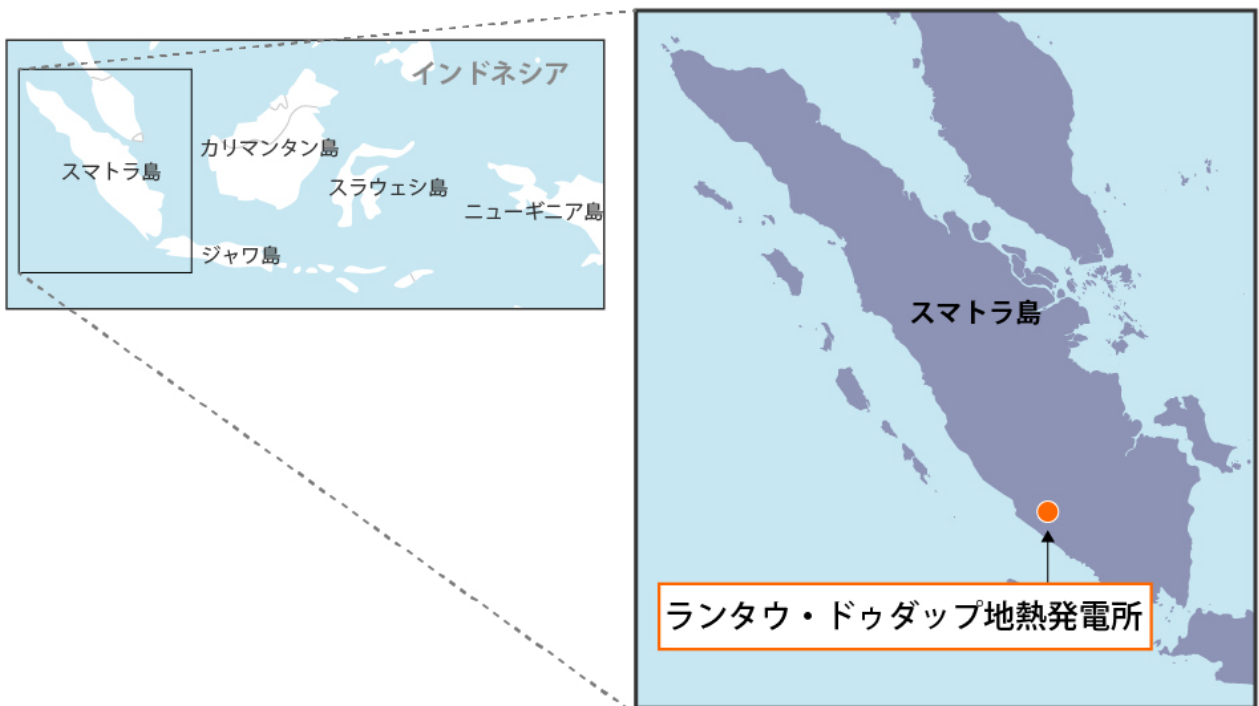 インドネシア
カリマンタン島
スマトラ島
スラウェシ島
ニューギニア島
ジャワ島
スマトラ島
ランタウ・ドゥダップ地熱発電所